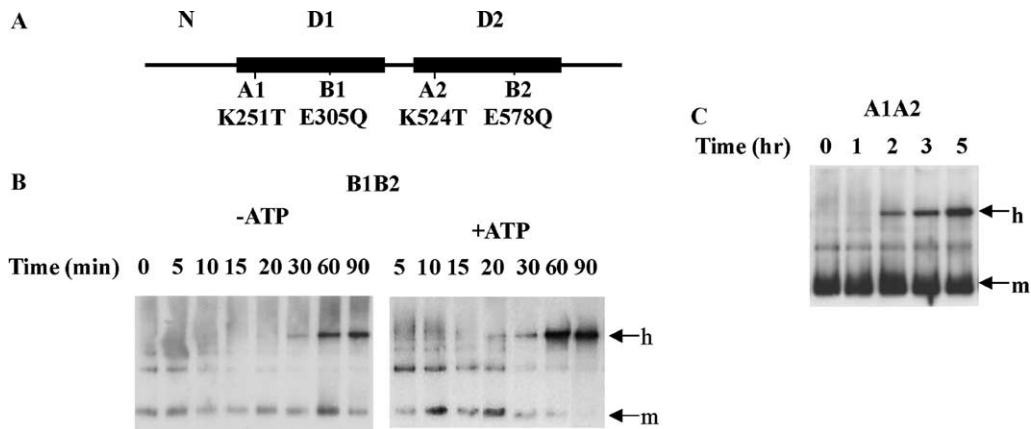 A
N D1 D2
A1 B1 A2 B2
K251T E305Q K524T E578Q
B
B1B2
-ATP +ATP
Time (min) 0 5 10 15 20 30 60 90 5 10 15 20 30 60 90
h
m
C
A1A2
Time (hr) 0 1 2 3 5
h
m